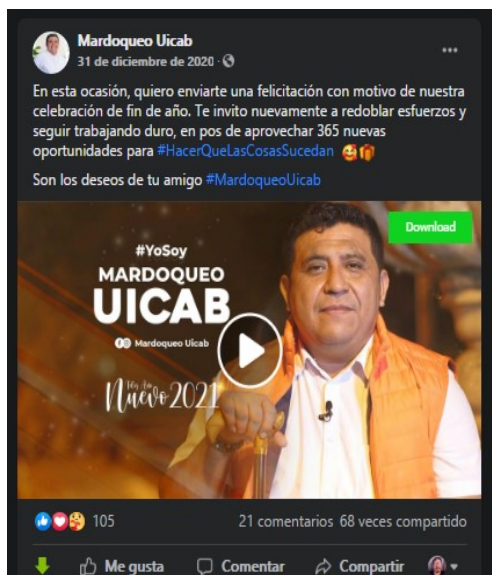 Mardoqueo Uicab
31 de diciembre de 2020 ·
En esta ocasión, quiero enviarte una felicitación con motivo de nuestra
celebración de fin de año. Te invito nuevamente a redoblar esfuerzos y
seguir trabajando duro, en pos de aprovechar 365 nuevas
oportunidades para #HacerQueLasCosasSucedan
Son los deseos de tu amigo #MardoqueoUicab
Download
#YoSoy
MARDOQUEO
UICAB
Mardoqueo Uicab
Feliz Año
Nuevo 2021
105
21 comentarios 68 veces compartido
Me gusta
Comentar
Compartir